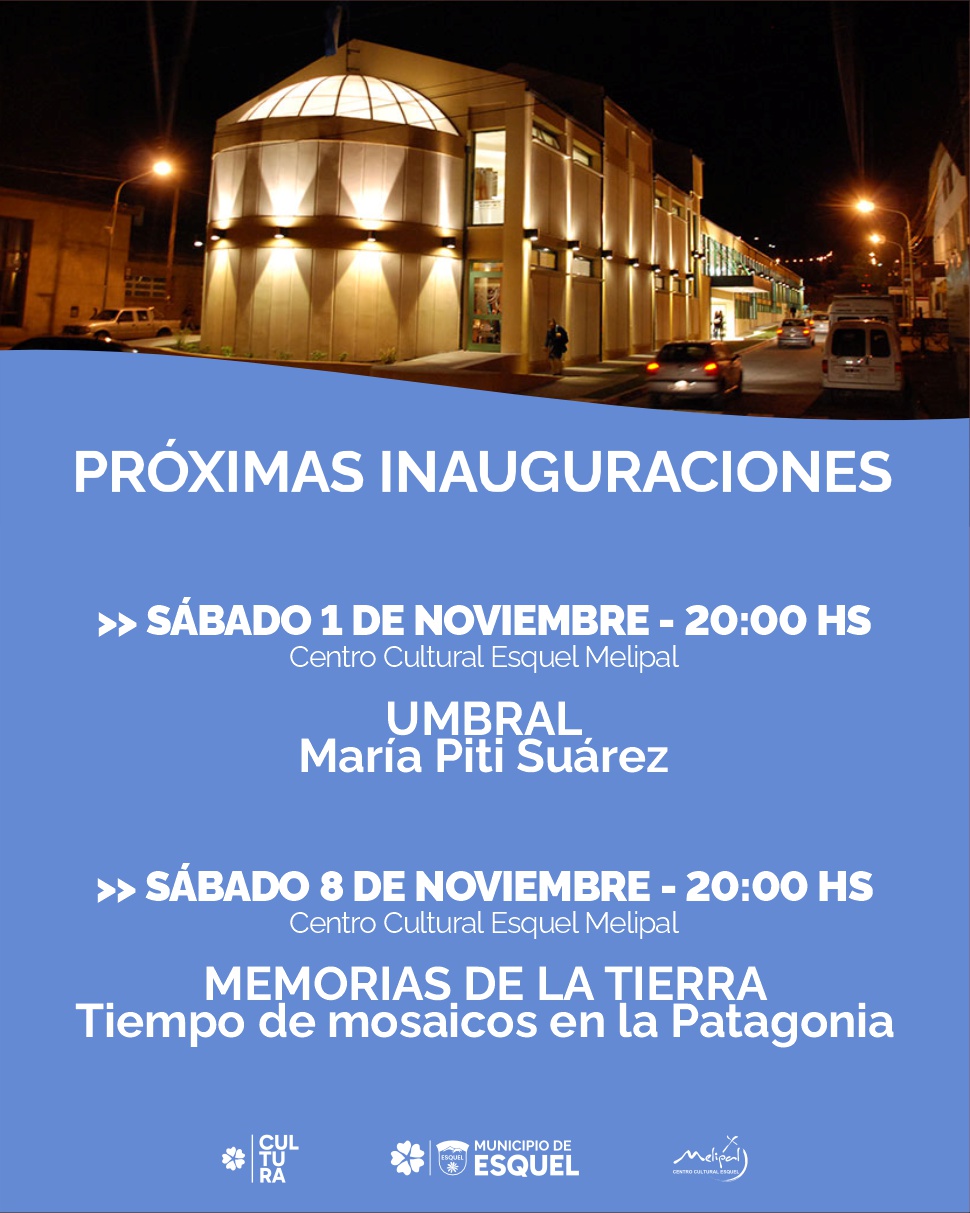 PRÓXIMAS INAUGURACIONES
>> SÁBADO 1 DE NOVIEMBRE - 20:00 HS
Centro Cultural Esquel Melipal
UMBRAL
María Piti Suárez
>> SÁBADO 8 DE NOVIEMBRE - 20:00 HS
Centro Cultural Esquel Melipal
MEMORIAS DE LA TIERRA
Tiempo de mosaicos en la Patagonia
CUL
TU
RA
ESQUEL
MUNICIPIO DE
ESQUEL
Melipal
CENTRO CULTURAL ESQUEL